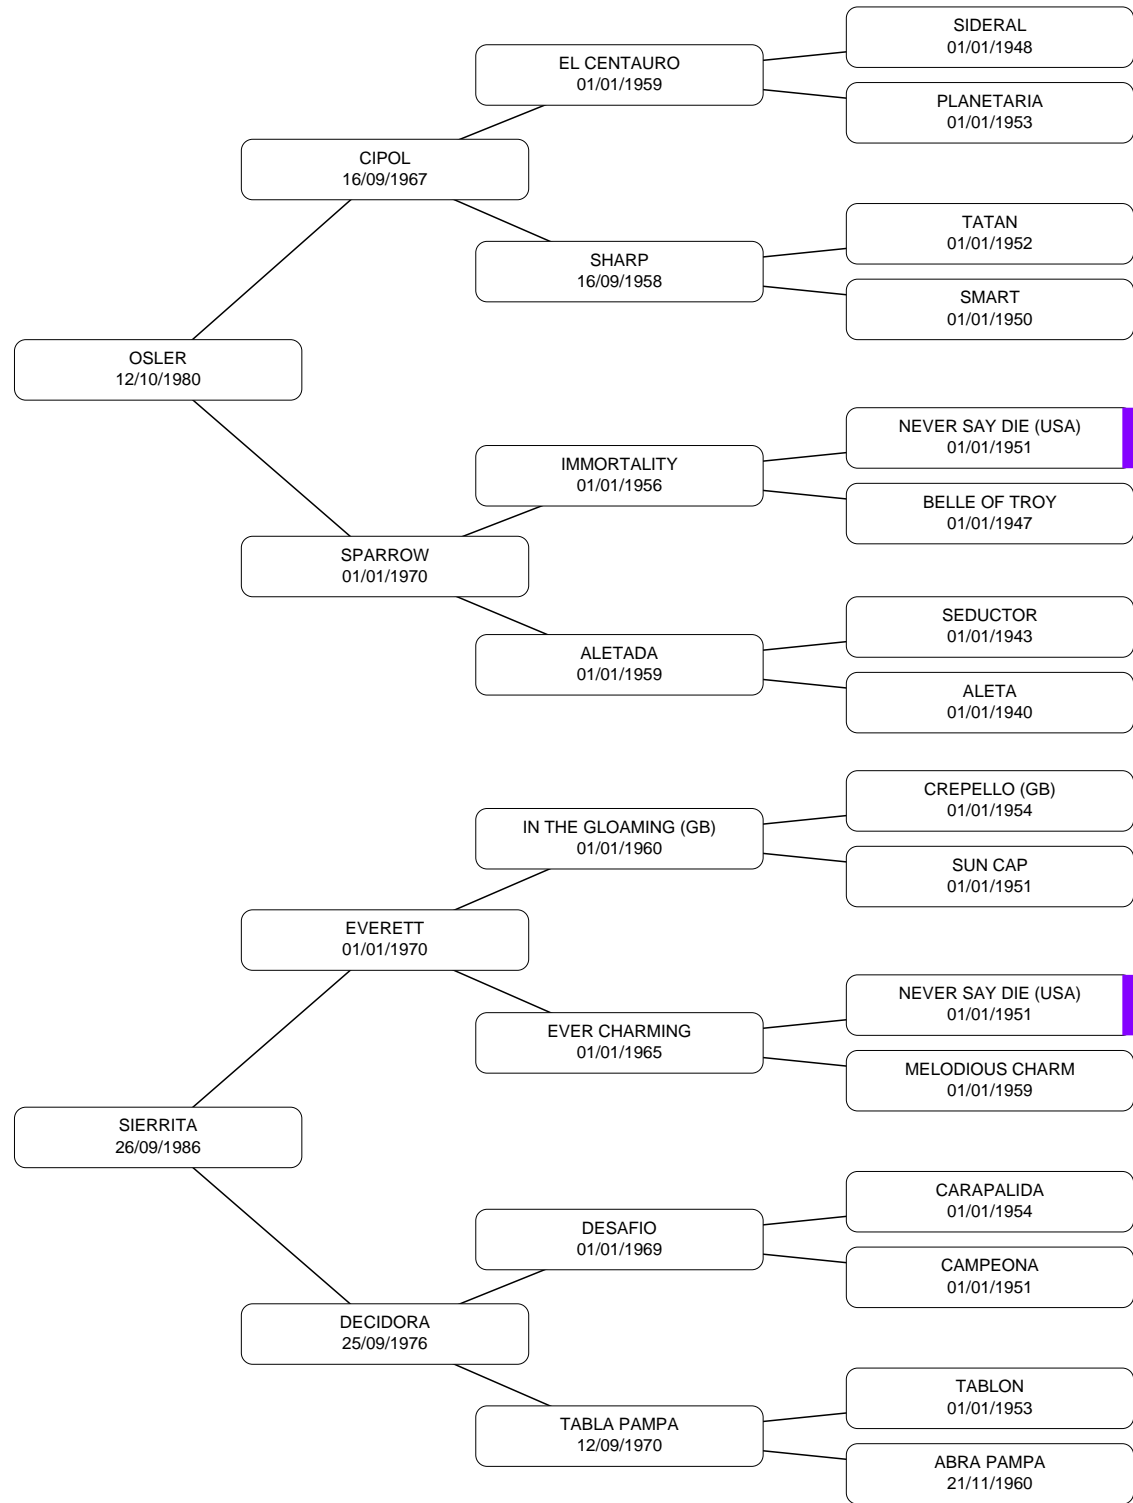 SIDERAL
01/01/1948
EL CENTAURO
01/01/1959
PLANETARIA
01/01/1953
CIPOL
16/09/1967
TATAN
01/01/1952
SHARP
16/09/1958
SMART
01/01/1950
OSLER
12/10/1980
NEVER SAY DIE (USA)
01/01/1951
IMMORTALITY
01/01/1956
BELLE OF TROY
01/01/1947
SPARROW
01/01/1970
SEDUCTOR
01/01/1943
ALETADA
01/01/1959
ALETA
01/01/1940
CREPELLO (GB)
01/01/1954
IN THE GLOAMING (GB)
01/01/1960
SUN CAP
01/01/1951
EVERETT
01/01/1970
NEVER SAY DIE (USA)
01/01/1951
EVER CHARMING
01/01/1965
MELODIOUS CHARM
01/01/1959
SIERRITA
26/09/1986
CARAPALIDA
01/01/1954
DESAFIO
01/01/1969
CAMPEONA
01/01/1951
DECIDORA
25/09/1976
TABLON
01/01/1953
TABLA PAMPA
12/09/1970
ABRA PAMPA
21/11/1960